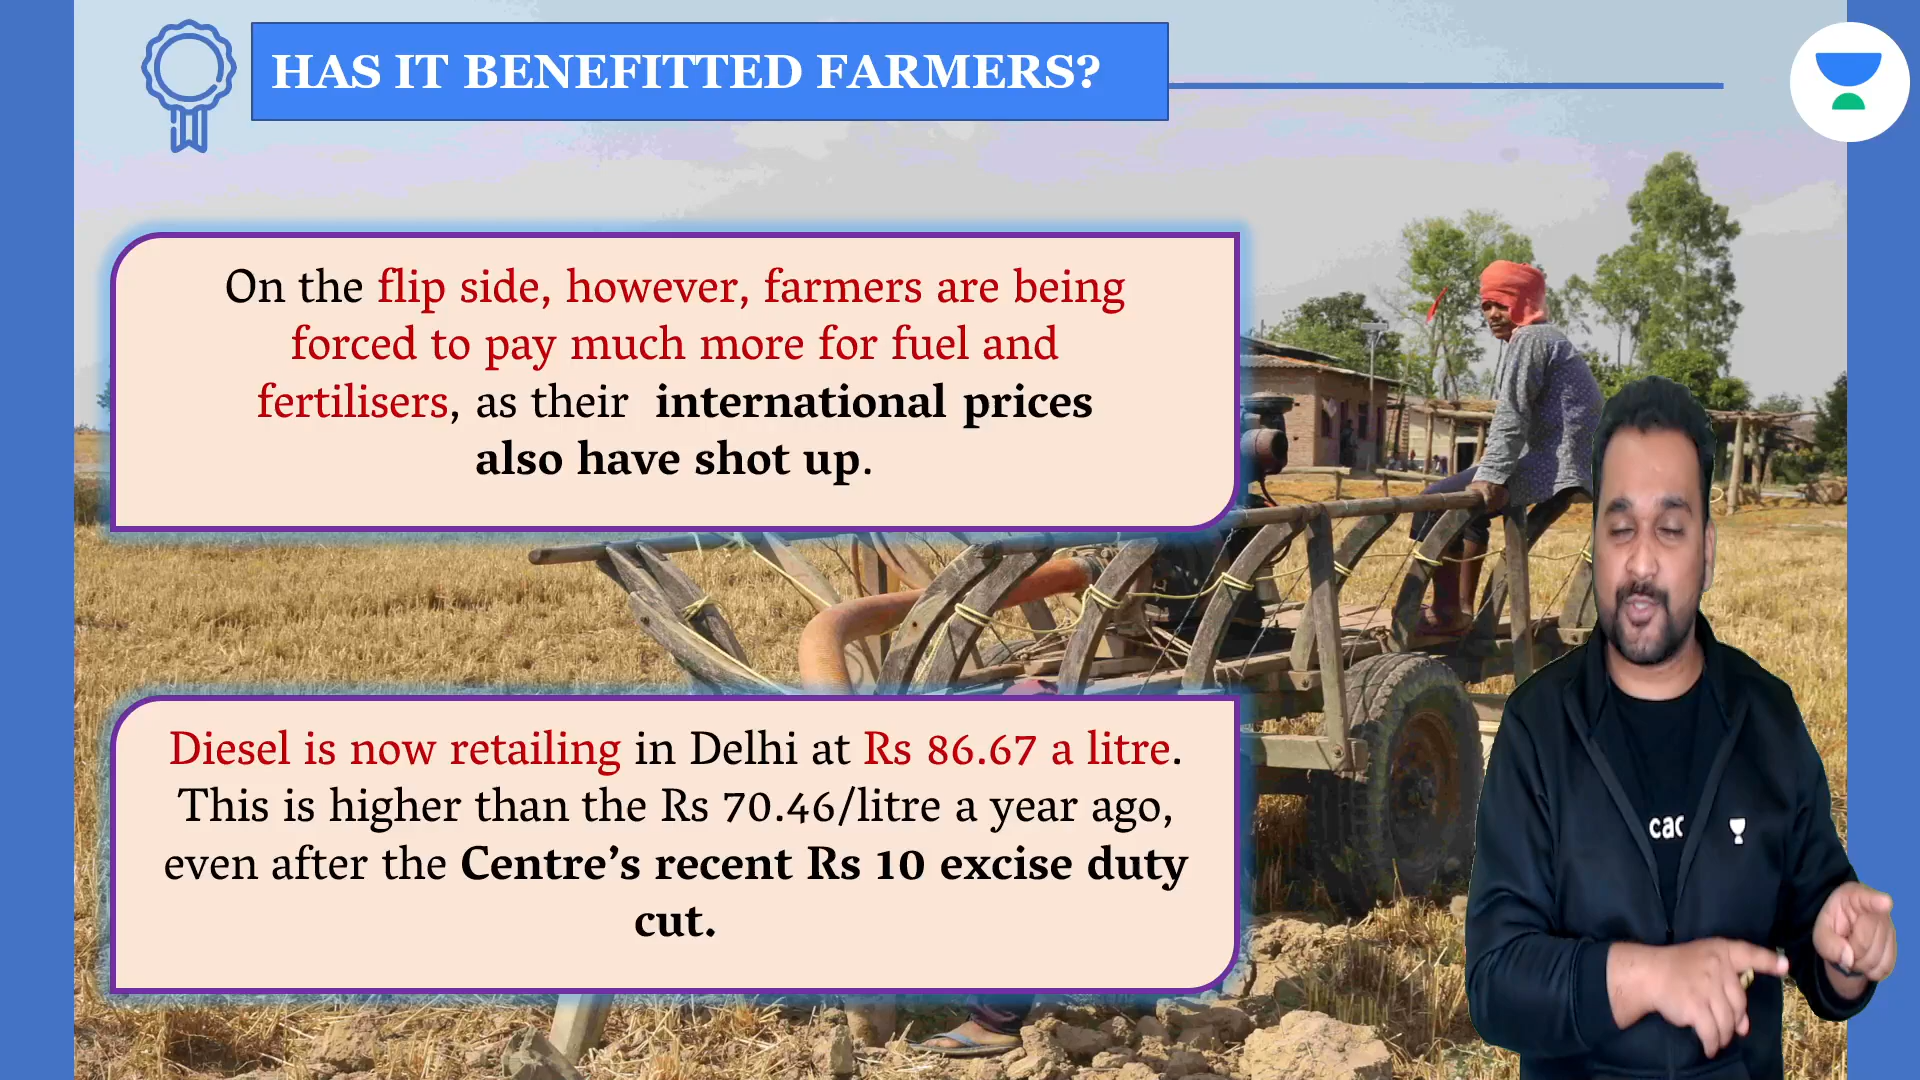 HAS IT BENEFITTED FARMERS?
On the flip side, however, farmers are being
forced to pay much more for fuel and
fertilisers, as their international prices
also have shot up.
Diesel is now retailing in Delhi at Rs 86.67 a litre.
This is higher than the Rs 70.46/litre a year ago,
even after the Centre’s recent Rs 10 excise duty
cut.